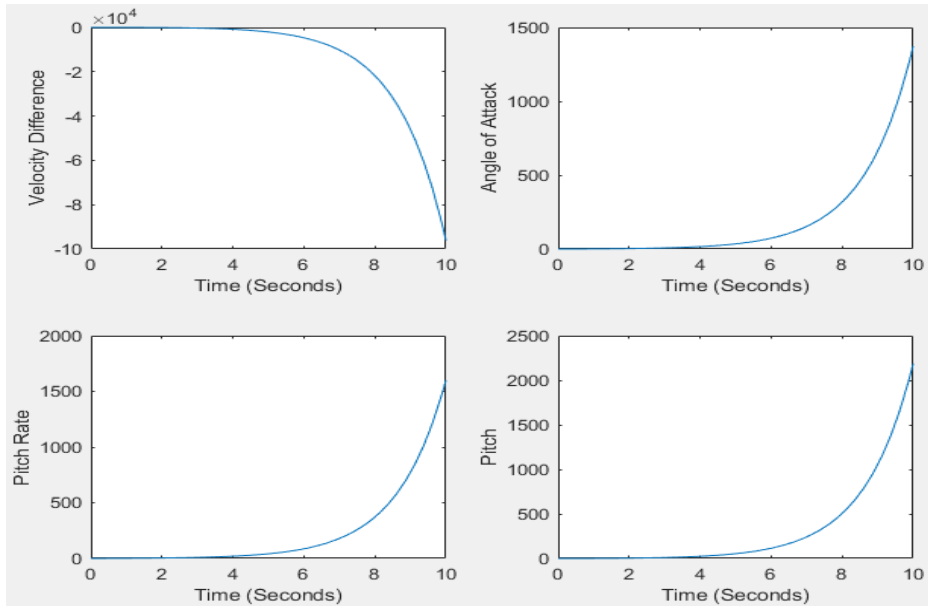 ×10^4
0
-2
-4
-6
-8
-10
Velocity Difference
0 2 4 6 8 10
Time (Seconds)
1500
1000
500
0
Angle of Attack
0 2 4 6 8 10
Time (Seconds)
2000
1500
1000
500
0
Pitch Rate
0 2 4 6 8 10
Time (Seconds)
2500
2000
1500
1000
500
0
Pitch
0 2 4 6 8 10
Time (Seconds)